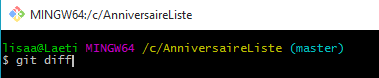 MINGW64:/c/AnniversaireListe
lisaa@Laeti MINGW64 /c/AnniversaireListe (master)
$ git diff